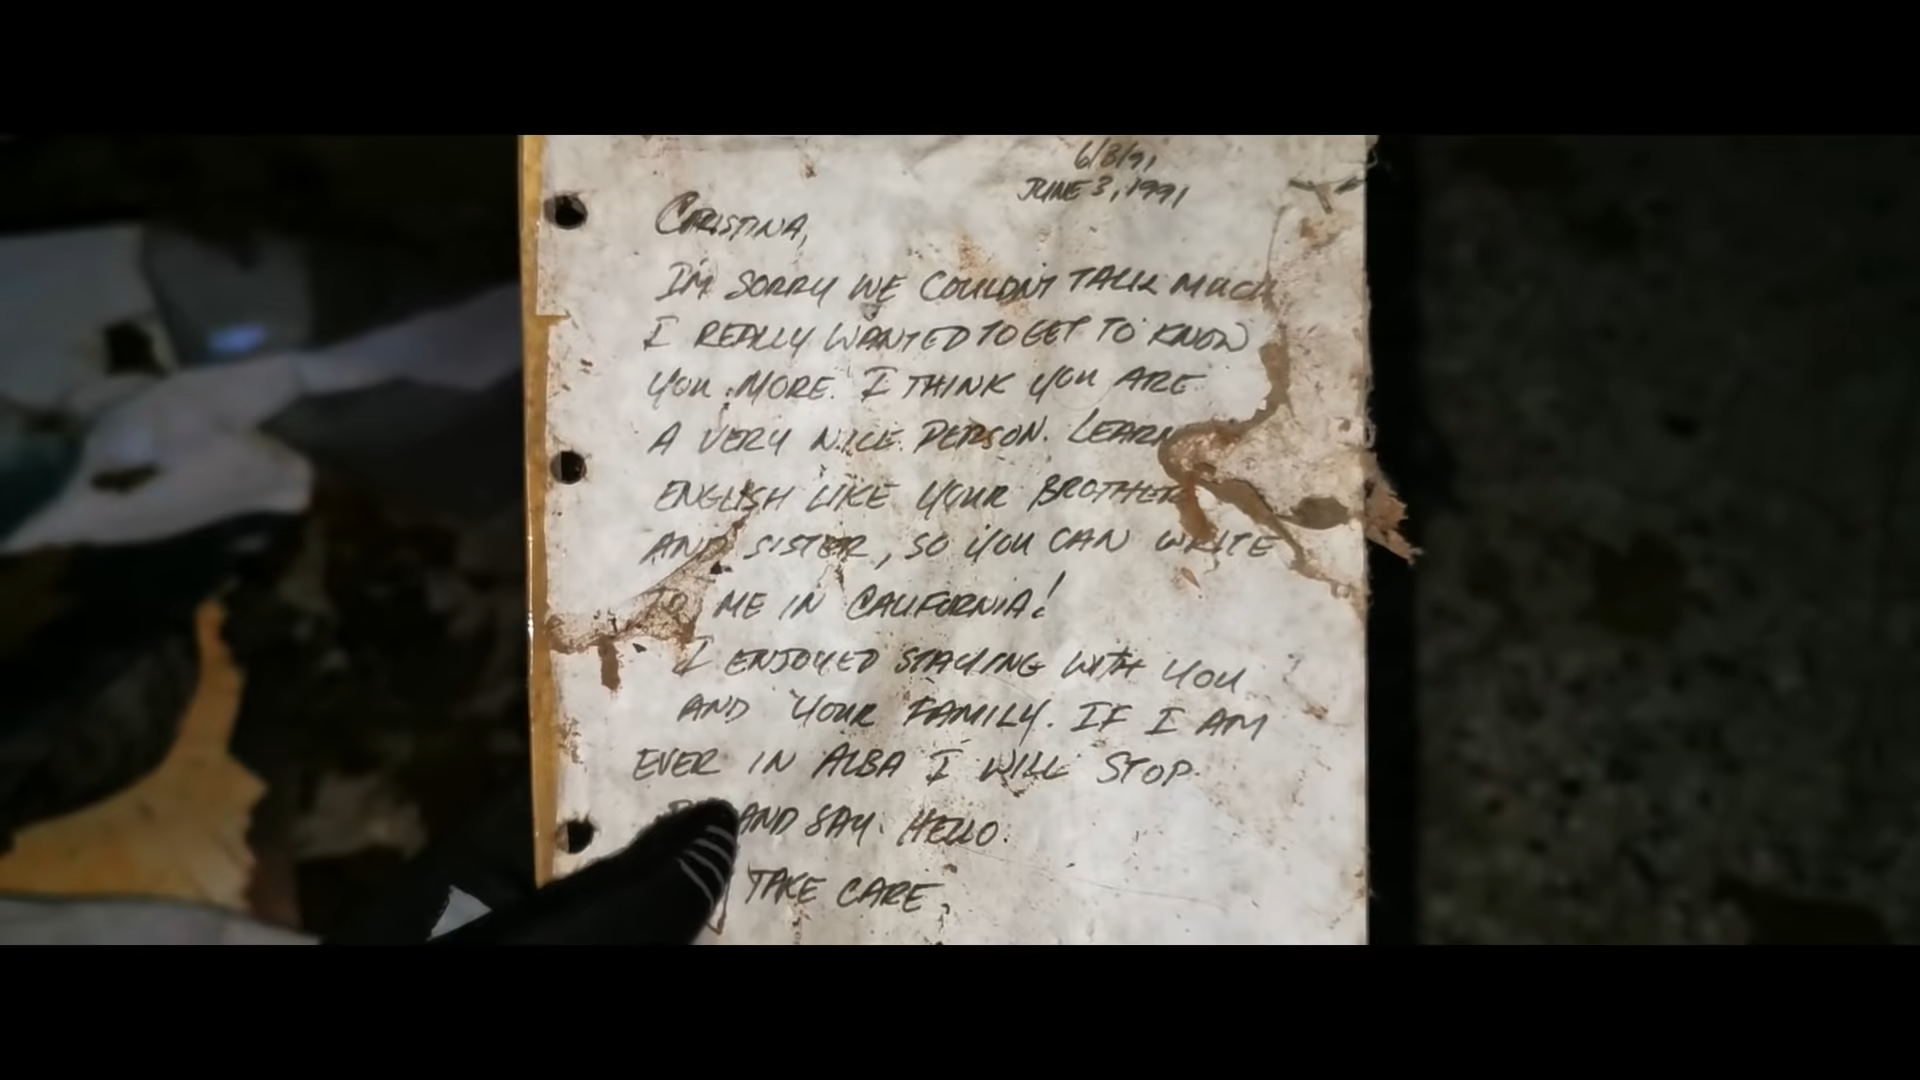 6/3/91
JUNE 3, 1991
CRISTINA,
I'M SORRY WE COULDN'T TALK MUCH
I REALLY WANTED TO GET TO KNOW
YOU MORE. I THINK YOU ARE
A VERY NICE PERSON. LEARN
ENGLISH LIKE YOUR BROTHER
AND SISTER, SO YOU CAN WRITE
TO ME IN CALIFORNIA!
I ENJOYED STAYING WITH YOU
AND YOUR FAMILY. IF I AM
EVER IN ALBA I WILL STOP
AND SAY HELLO.
TAKE CARE,